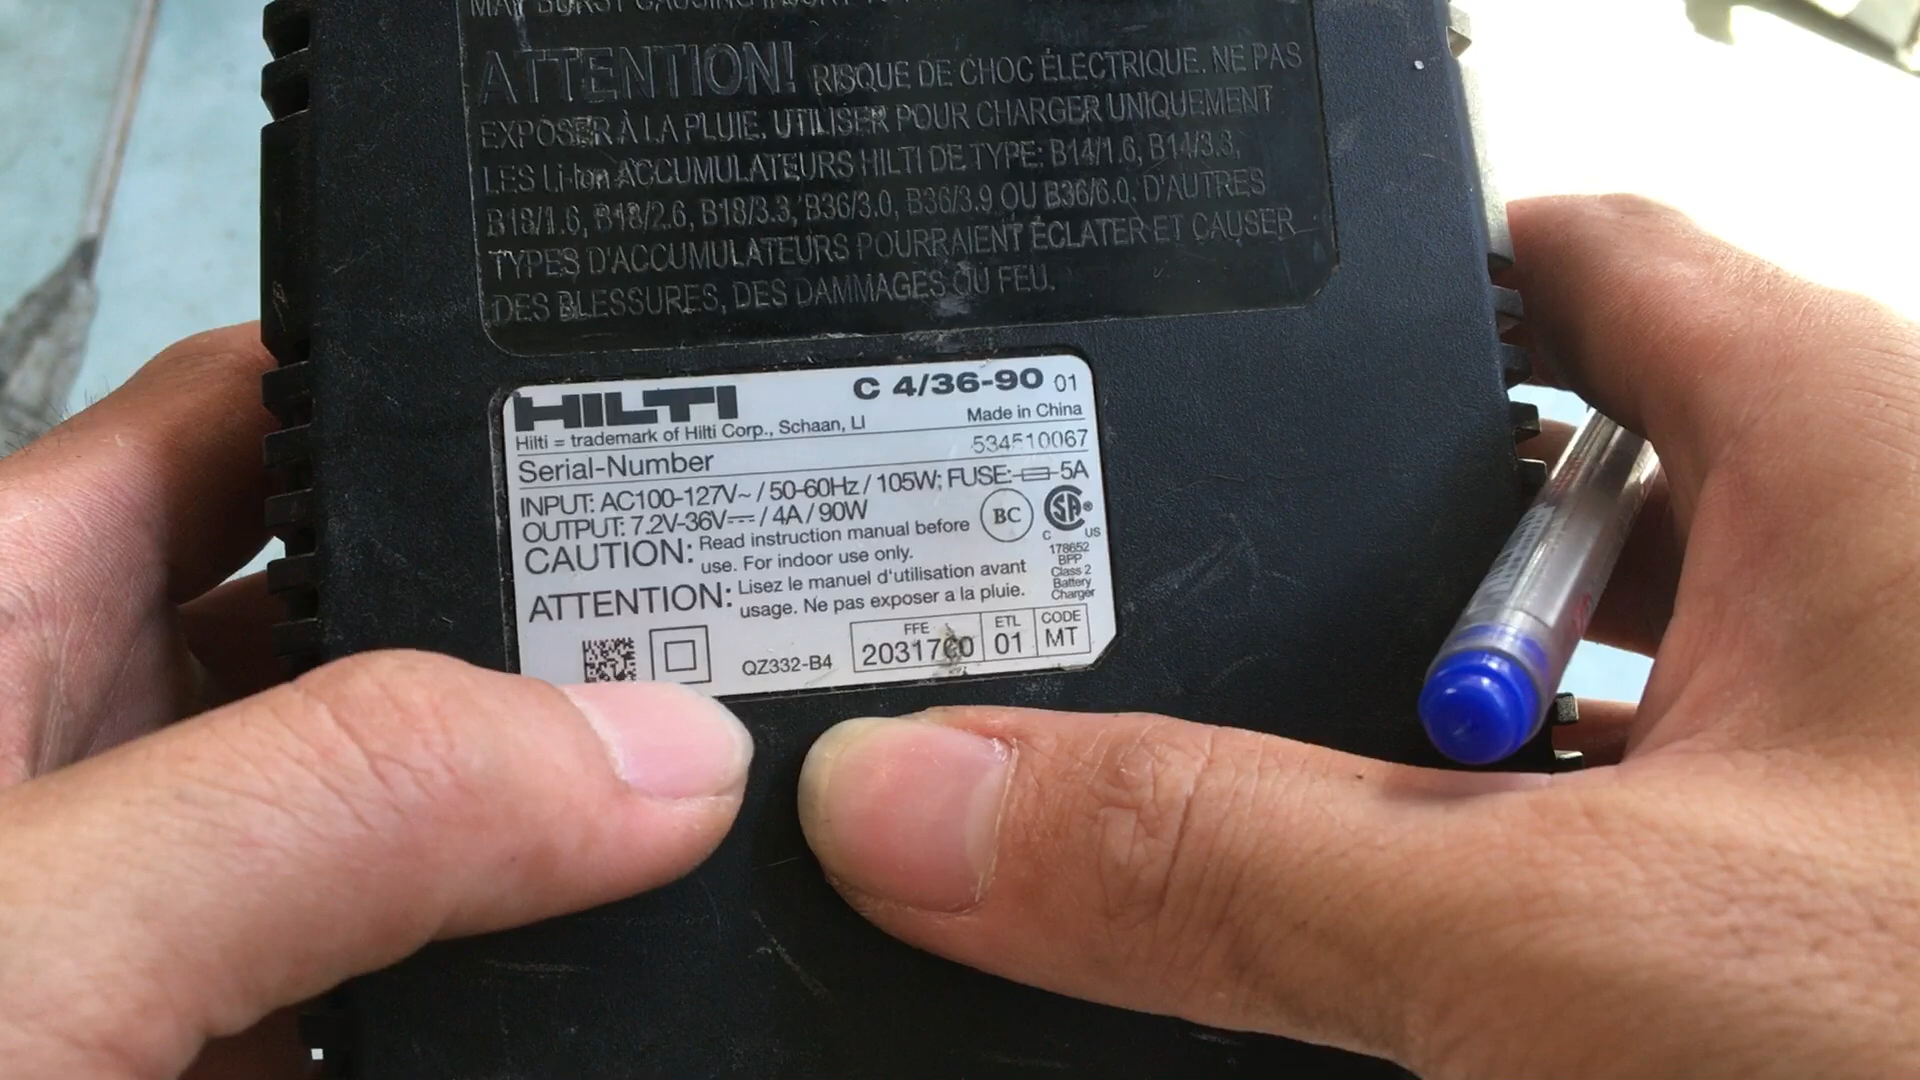 MAY BURST CAUSING INJURY TO
ATTENTION! RISQUE DE CHOC ÉLECTRIQUE. NE PAS
EXPOSER À LA PLUIE. UTILISER POUR CHARGER UNIQUEMENT
LES Li-Ion ACCUMULATEURS HILTI DE TYPE: B14/1.6, B14/3.3,
B18/1.6, B18/2.6, B18/3.3, B36/3.0, B36/3.9 OU B36/6.0. D'AUTRES
TYPES D'ACCUMULATEURS POURRAIENT ÉCLATER ET CAUSER
DES BLESSURES, DES DAMMAGES OU FEU.
HILTI C 4/36-90 01
Hilti = trademark of Hilti Corp., Schaan, LI Made in China
Serial-Number 534510067
INPUT: AC100-127V~ / 50-60Hz / 105W; FUSE: 5A
OUTPUT: 7.2V-36V⎓ / 4A / 90W
CAUTION: Read instruction manual before
use. For indoor use only.
ATTENTION: Lisez le manuel d'utilisation avant
usage. Ne pas exposer a la pluie.
BC
SA®
C US
178652
BPP
Class 2
Battery
Charger
QZ332-B4
FFE ETL CODE
01 MT